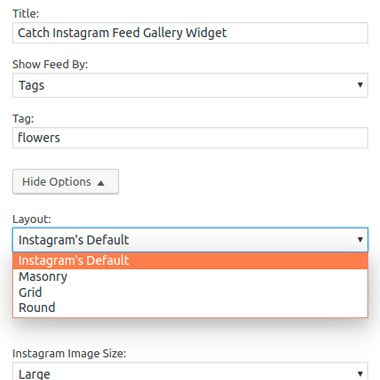 Title:
Catch Instagram Feed Gallery Widget
Show Feed By:
Tags
Tag:
flowers
Hide Options ▲
Layout:
Instagram's Default
Instagram's Default
Masonry
Grid
Round
Instagram Image Size:
Large